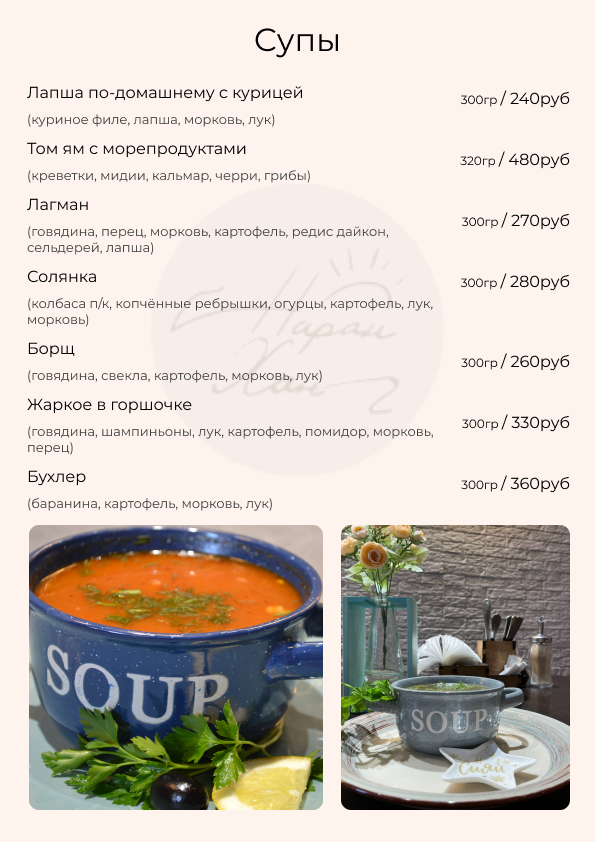 Супы
Лапша по-домашнему с курицей
300гр / 240руб
(куриное филе, лапша, морковь, лук)
Том ям с морепродуктами
320гр / 480руб
(креветки, мидии, кальмар, черри, грибы)
Лагман
300гр / 270руб
(говядина, перец, морковь, картофель, редис дайкон,
сельдерей, лапша)
Солянка
300гр / 280руб
(колбаса п/к, копчённые ребрышки, огурцы, картофель, лук,
морковь)
Борщ
300гр / 260руб
(говядина, свекла, картофель, морковь, лук)
Жаркое в горшочке
300гр / 330руб
(говядина, шампиньоны, лук, картофель, помидор, морковь,
перец)
Бухлер
300гр / 360руб
(баранина, картофель, морковь, лук)
Наран
Хан
SOUP
SOUP
Сияй